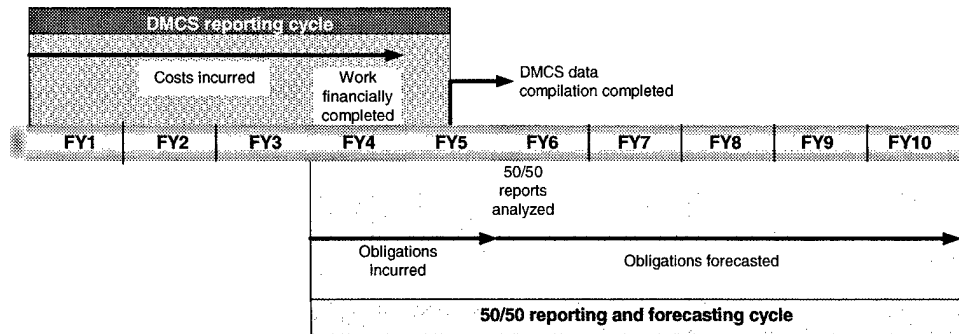 DMCS reporting cycle
Costs incurred
Work
financially
completed
DMCS data
compilation completed
FY1 FY2 FY3 FY4 FY5 FY6 FY7 FY8 FY9 FY10
50/50
reports
analyzed
Obligations
Incurred
Obligations forecasted
50/50 reporting and forecasting cycle